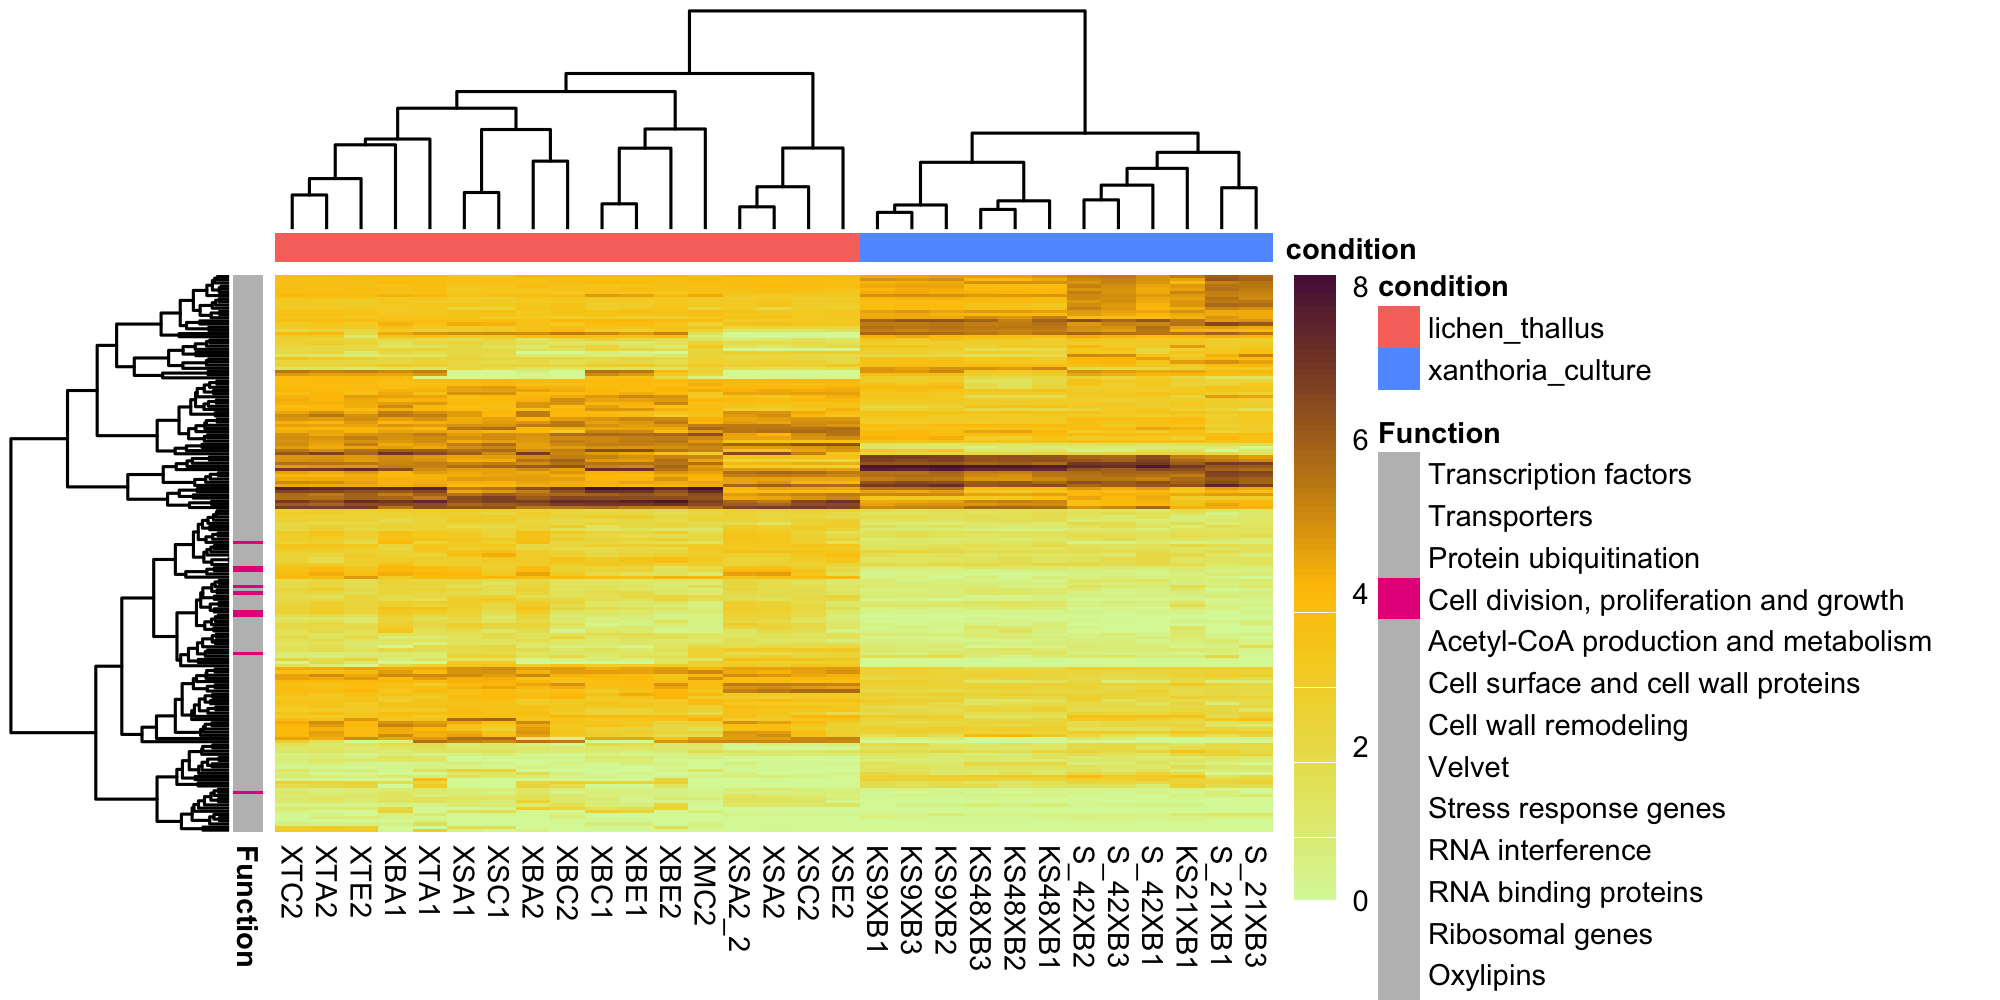 condition
8
6
4
2
0
condition
lichen_thallus
xanthoria_culture
Function
Transcription factors
Transporters
Protein ubiquitination
Cell division, proliferation and growth
Acetyl-CoA production and metabolism
Cell surface and cell wall proteins
Cell wall remodeling
Velvet
Stress response genes
RNA interference
RNA binding proteins
Ribosomal genes
Oxylipins
Function
XTC2
XTA2
XTE2
XBA1
XTA1
XSA1
XSC1
XBA2
XBC2
XBC1
XBE1
XBE2
XMC2
XSA2_2
XSA2
XSC2
XSE2
KS9XB1
KS9XB3
KS9XB2
KS48XB3
KS48XB2
KS48XB1
S_42XB2
S_42XB3
S_42XB1
KS21XB1
S_21XB1
S_21XB3